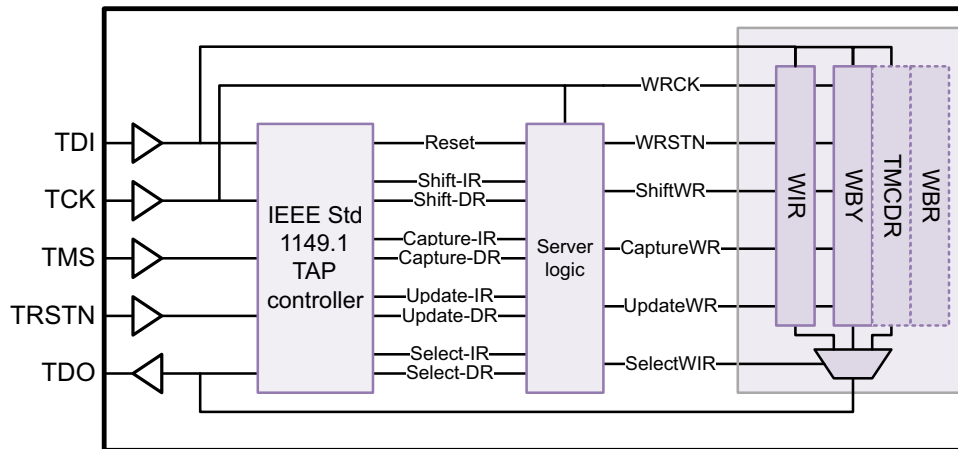 TDI
TCK
TMS
TRSTN
TDO
IEEE Std
1149.1
TAP
controller
Reset
Shift-IR
Shift-DR
Capture-IR
Capture-DR
Update-IR
Update-DR
Select-IR
Select-DR
Server
logic
WRCK
WRSTN
ShiftWR
CaptureWR
UpdateWR
SelectWIR
WIR
WBY
TMCDR
WBR